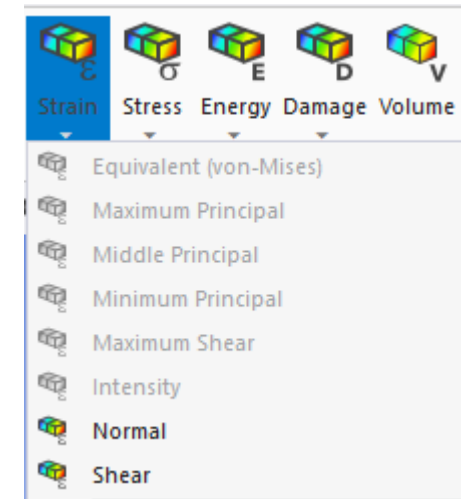 ε σ E D V
Strain Stress Energy Damage Volume
Equivalent (von-Mises)
Maximum Principal
Middle Principal
Minimum Principal
Maximum Shear
Intensity
Normal
Shear